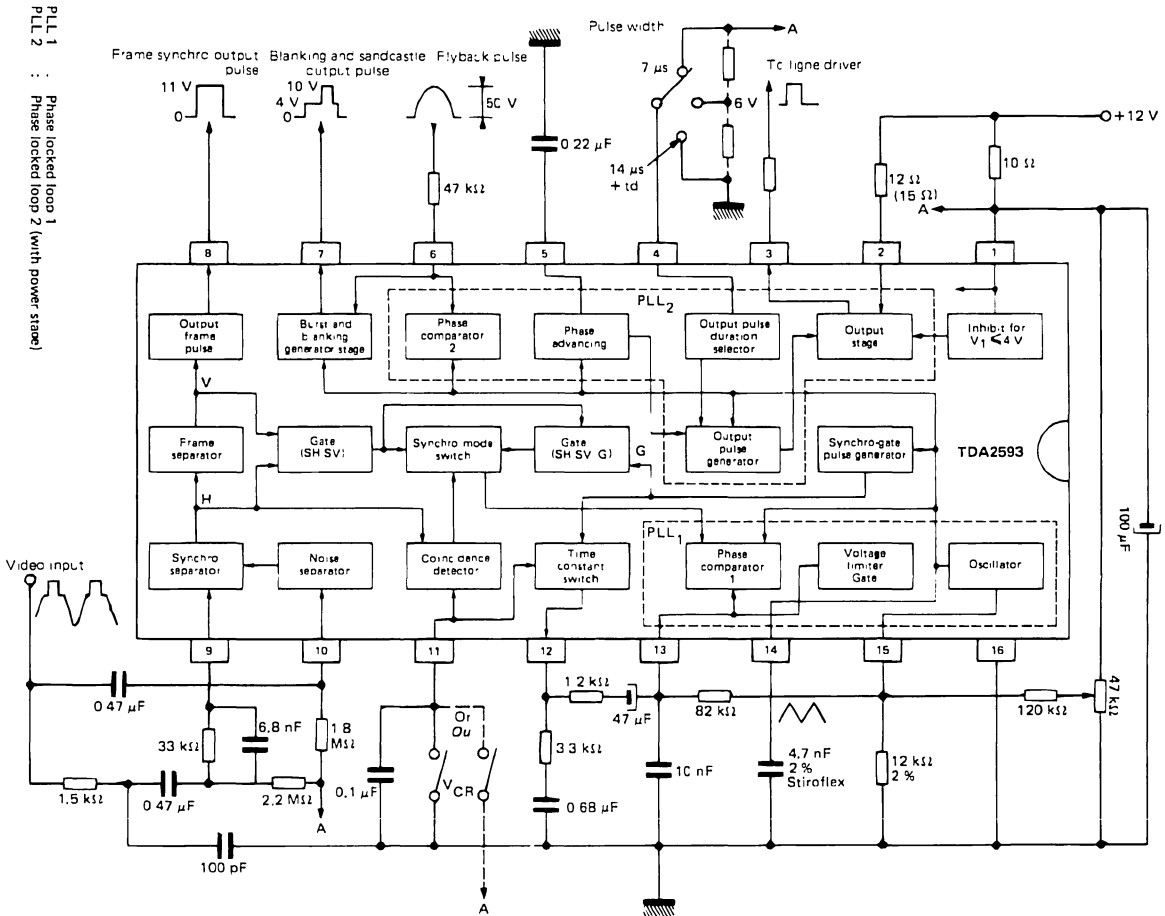 PLL 1 : Phase locked loop 1
PLL 2 : Phase locked loop 2 (with power stage)
Frame synchro output
pulse
11 V
0
Blanking and sandcastle
output pulse
10 V
4 V
0
Flyback pulse
50 V
47 kΩ
0.22 µF
Pulse width
7 µs
6 V
14 µs
+ td
A
To ligne driver
12 Ω
(15 Ω)
10 Ω
+12 V
A
8
7
6
5
4
3
2
1
PLL2
Output
frame
pulse
Burst and
blanking
generator stage
Phase
comparator
2
Phase
advancing
Output pulse
duration
selector
Output
stage
Inhibit for
V1 ≤4 V
V
Frame
separator
Gate
(SH SV)
Synchro mode
switch
Gate
(SH SV G)
G
Output
pulse
generator
Synchro-gate
pulse generator
TDA2593
H
PLL1
Synchro
separator
Noise
separator
Coincidance
detector
Time
constant
switch
Phase
comparator
1
Voltage
limiter
Gate
Oscillator
100 µF
Video input
9
10
11
12
13
14
15
16
0 47 µF
33 kΩ
6.8 nF
1 8
MΩ
1.5 kΩ
0 47 µF
2.2 MΩ
A
100 pF
0.1 µF
Or
Ou
VCR
A
1 2 kΩ
47 µF
3 3 kΩ
0 68 µF
82 kΩ
10 nF
4,7 nF
2 %
Stiroflex
12 kΩ
2 %
120 kΩ
47 kΩ